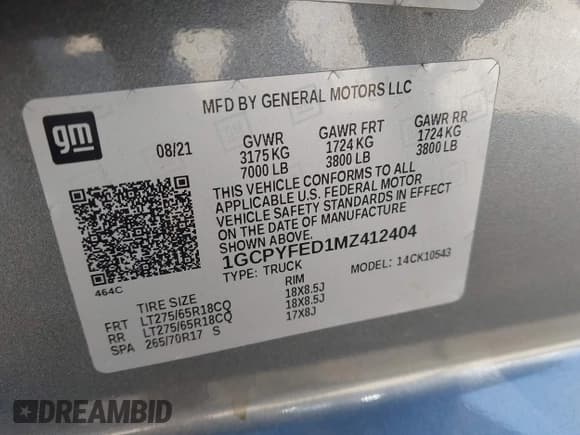 MFD BY GENERAL MOTORS LLC
gm
08/21
GVWR GAWR FRT GAWR RR
3175 KG 1724 KG 1724 KG
7000 LB 3800 LB 3800 LB
THIS VEHICLE CONFORMS TO ALL
APPLICABLE U.S. FEDERAL MOTOR
VEHICLE SAFETY STANDARDS IN EFFECT
ON THE DATE OF MANUFACTURE
SHOWN ABOVE.
1GCPYFED1MZ412404
TYPE: TRUCK MODEL: 14CK10543
464C
TIRE SIZE RIM
FRT LT275/65R18CQ 18X8.5J
RR LT275/65R18CQ 18X8.5J
SPA 265/70R17 S 17X8J
DREAMBID